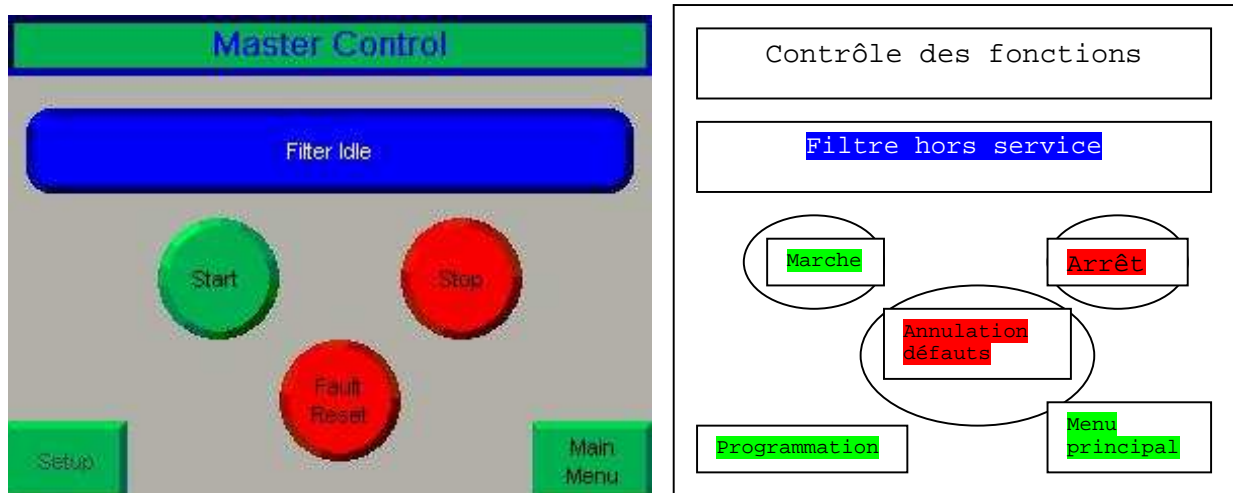 Master Control
Filter Idle
Start
Stop
Fault
Reset
Setup
Main
Menu
Contrôle des fonctions
Filtre hors service
Marche
Arrêt
Annulation
défauts
Programmation
Menu
principal